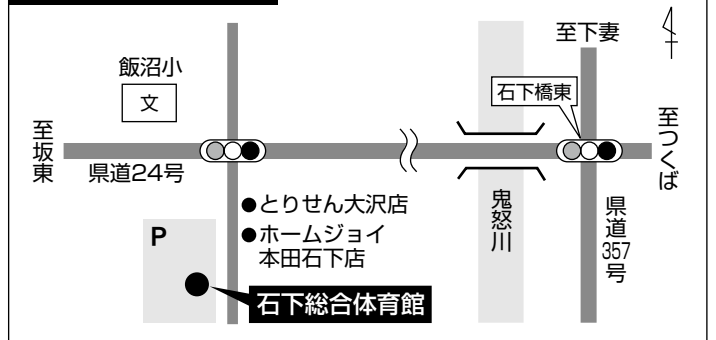 至下妻
飯沼小
文
石下橋東
至坂東
至つくば
県道24号
鬼怒川
県道357号
●とりせん大沢店
●ホームジョイ
本田石下店
P
石下総合体育館